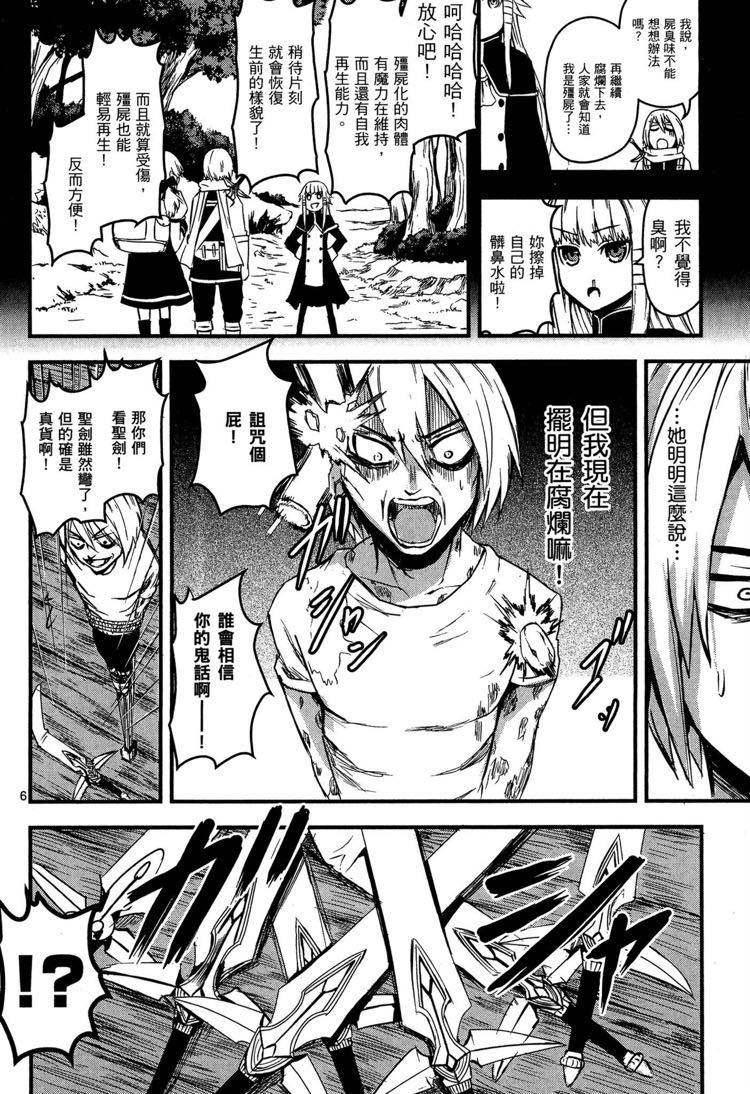 我說，
屍臭味不能
想想辦法
嗎？
再繼續
腐爛下去，
人家就會知道
我是殭屍了…
我不覺得
臭啊？
妳擦掉
自己的
髒鼻水啦！
呵哈哈哈哈！
放心吧！
殭屍化的肉體
有魔力在維持，
而且還有自我
再生能力。
稍待片刻
就會恢復
生前的樣貌了！
而且就算受傷，
殭屍也能
輕易再生！
反而方便！
…她明明這麼說…
但我現在
擺明在腐爛嘛！
詛咒個
屁！
誰會相信
你的鬼話啊——！
那你們
看聖劍！
聖劍雖然彎了，
但的確是
真貨啊！
6
!?